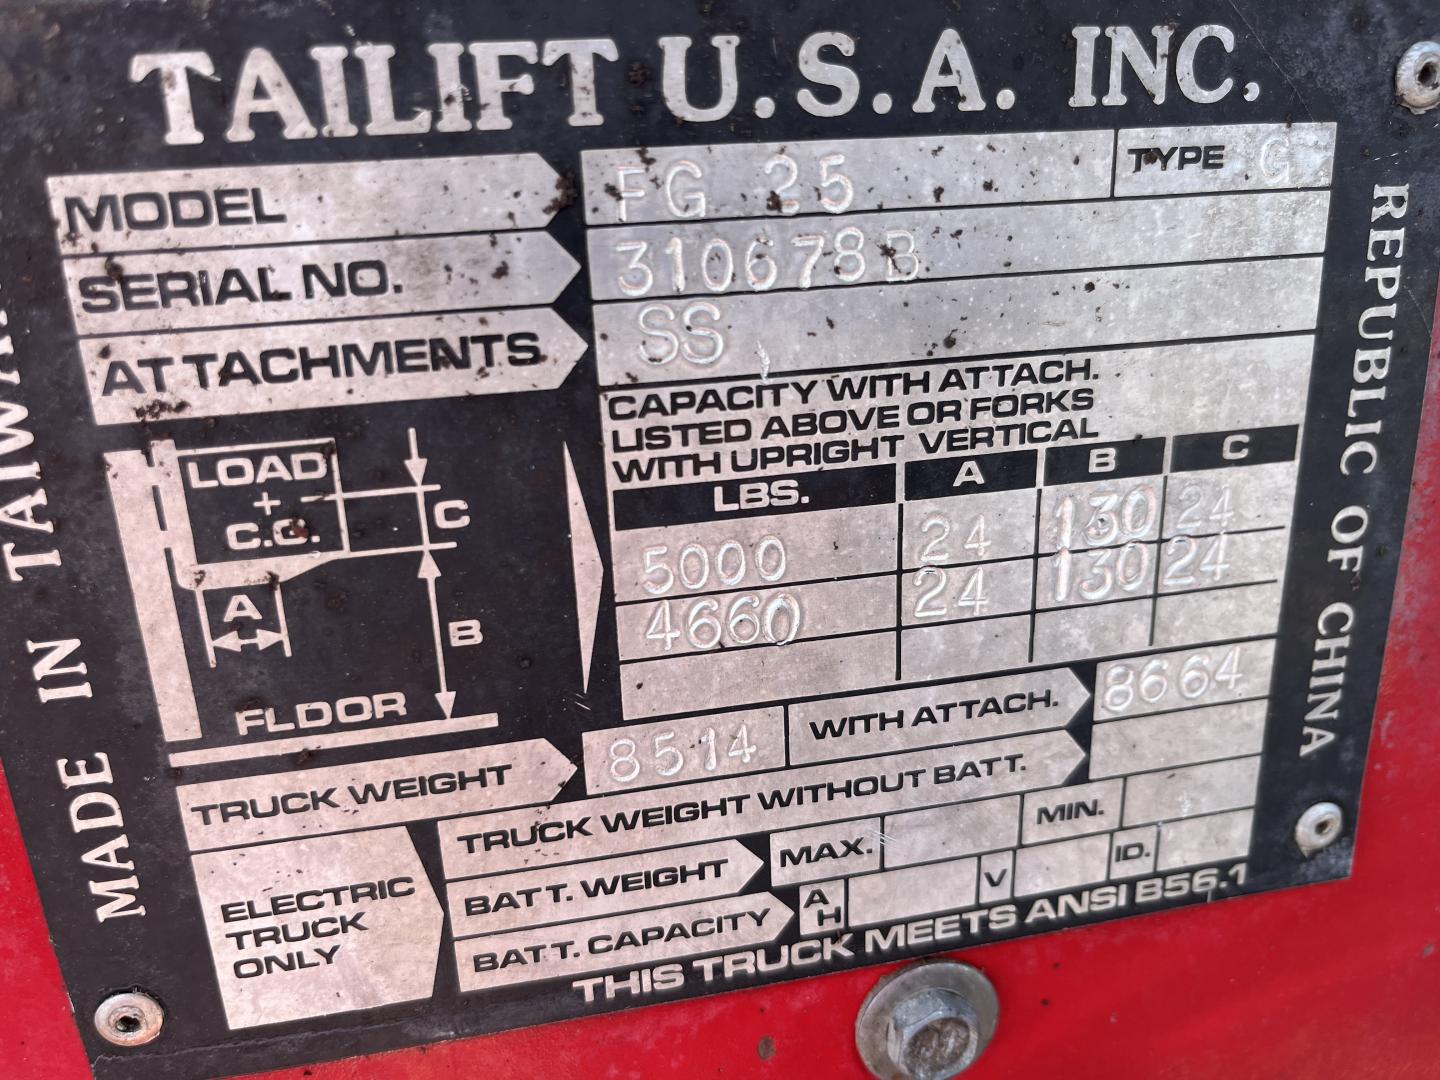 TAILIFT U.S.A. INC.
MODEL FG 25 TYPE G
SERIAL NO. 310678B
ATTACHMENTS SS
CAPACITY WITH ATTACH.
LISTED ABOVE OR FORKS
WITH UPRIGHT VERTICAL
LBS. A B C
5000 24 130 24
4660 24 130 24
LOAD
+
C.G.
C
A
B
FLOOR
TRUCK WEIGHT 8514 WITH ATTACH. 8664
ELECTRIC
TRUCK
ONLY
TRUCK WEIGHT WITHOUT BATT.
BATT. WEIGHT MAX. MIN.
BATT. CAPACITY AH V ID.
THIS TRUCK MEETS ANSI B56.1
MADE IN TAIWAN
REPUBLIC OF CHINA